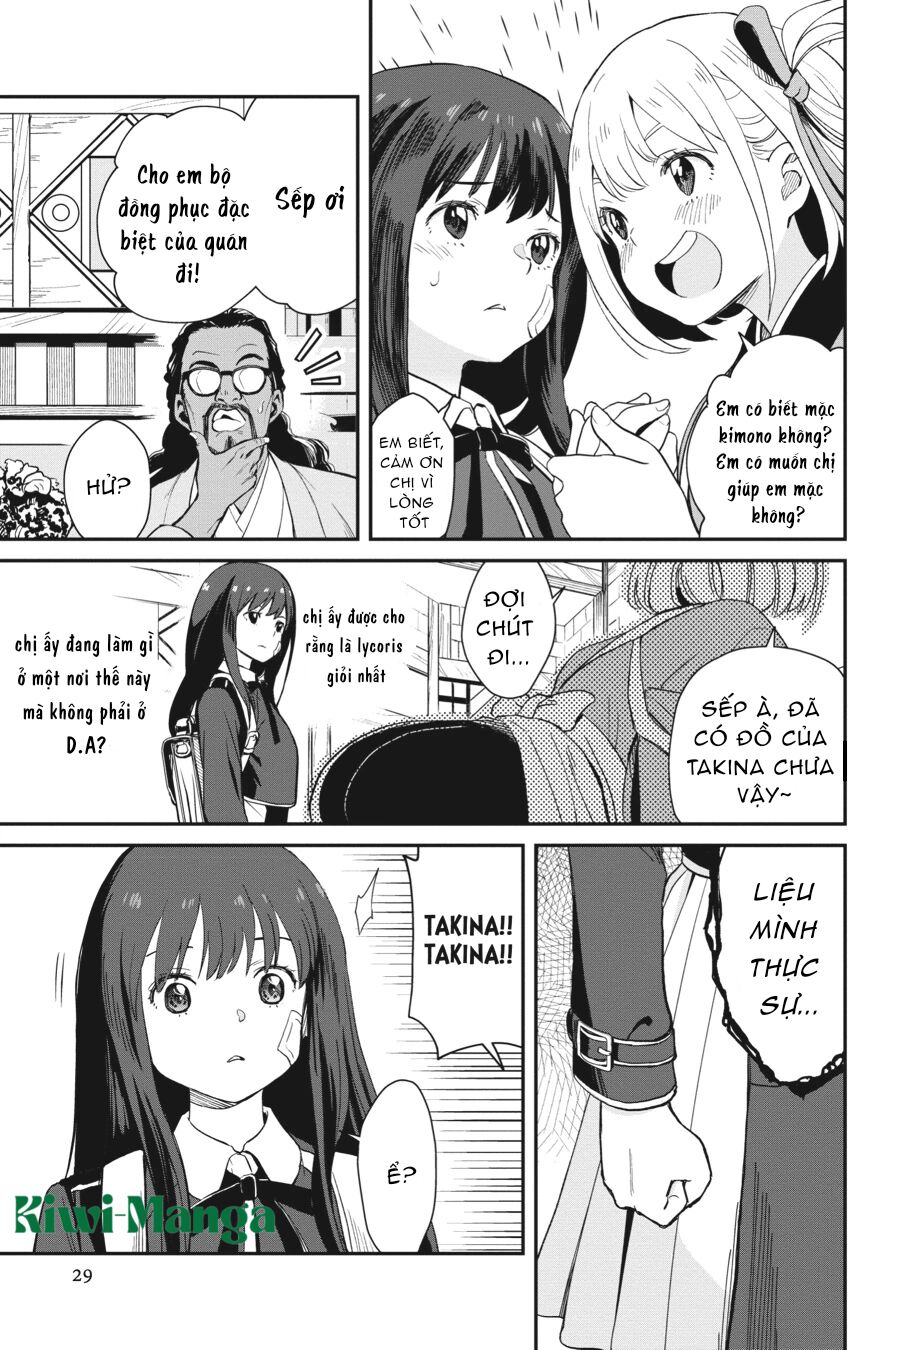 Em có biết mặc
kimono không?
Em có muốn chị
giúp em mặc
không?
EM BIẾT,
CẢM ƠN
CHỊ VÌ
LÒNG
TỐT
Sếp ơi
Cho em bộ
đồng phục đặc
biệt của quán
đi!
HỬ?
ĐỢI
CHÚT
ĐI...
SẾP À, ĐÃ
CÓ ĐỒ CỦA
TAKINA CHƯA
VẬY~
chị ấy được cho
rằng là lycoris
giỏi nhất
chị ấy đang làm gì
ở một nơi thế này
mà không phải ở
D.A?
LIỆU
MÌNH
THỰC
SỰ...
TAKINA!!
TAKINA!!
Ể?
Kiwi-Manga
29